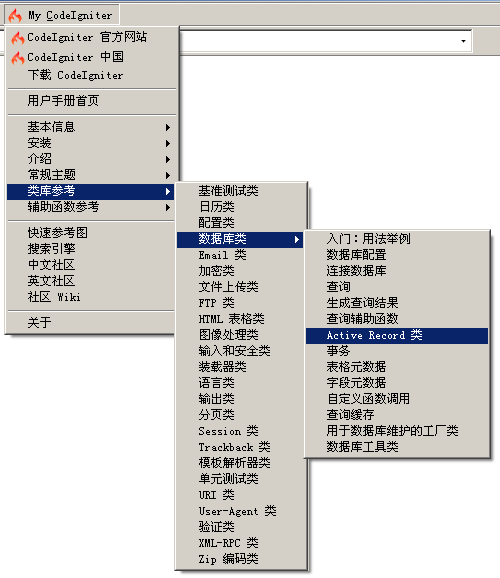 My CodeIgniter
CodeIgniter 官方网站
CodeIgniter 中国
下载 CodeIgniter
用户手册首页
基本信息
安装
介绍
常规主题
类库参考
辅助函数参考
快速参考图
搜索引擎
中文社区
英文社区
社区 Wiki
关于
基准测试类
日历类
配置类
数据库类
Email 类
加密类
文件上传类
FTP 类
HTML 表格类
图像处理类
输入和安全类
装载器类
语言类
输出类
分页类
Session 类
Trackback 类
模板解析器类
单元测试类
URI 类
User-Agent 类
验证类
XML-RPC 类
Zip 编码类
入门：用法举例
数据库配置
连接数据库
查询
生成查询结果
查询辅助函数
Active Record 类
事务
表格元数据
字段元数据
自定义函数调用
查询缓存
用于数据库维护的工厂类
数据库工具类